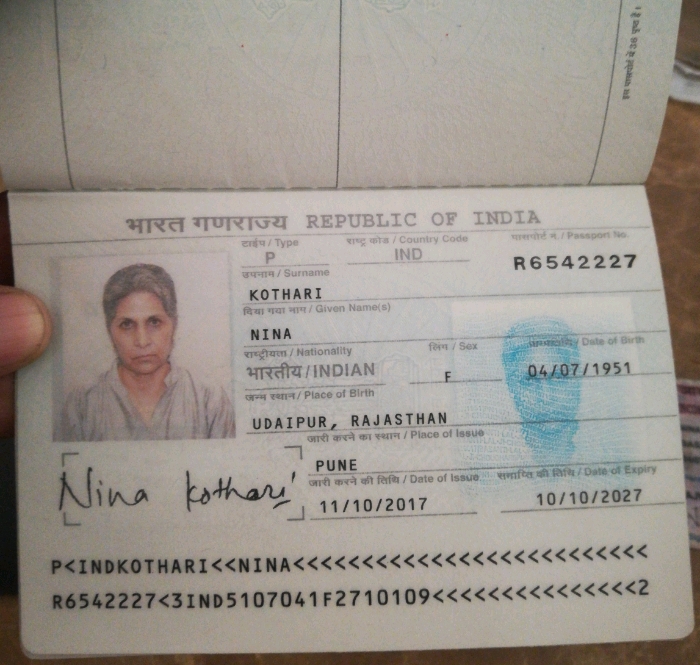 इस पासपोर्ट में 36 पृष्ठ हैं।
भारत गणराज्य REPUBLIC OF INDIA
टाईप / Type राष्ट्र कोड / Country Code पासपोर्ट नं. / Passport No.
P IND R6542227
उपनाम / Surname
KOTHARI
दिया गया नाम / Given Name(s)
NINA
राष्ट्रीयता / Nationality लिंग / Sex जन्मतिथि / Date of Birth
भारतीय / INDIAN F 04/07/1951
जन्म स्थान / Place of Birth
UDAIPUR, RAJASTHAN
जारी करने का स्थान / Place of Issue
PUNE
जारी करने की तिथि / Date of Issue समाप्ति की तिथि / Date of Expiry
11/10/2017 10/10/2027
Nina Kothari
P<INDKOTHARI<<NINA<<<<<<<<<<<<<<<<<<<<<<<<<<
R6542227<3IND5107041F2710109<<<<<<<<<<<<<<<2